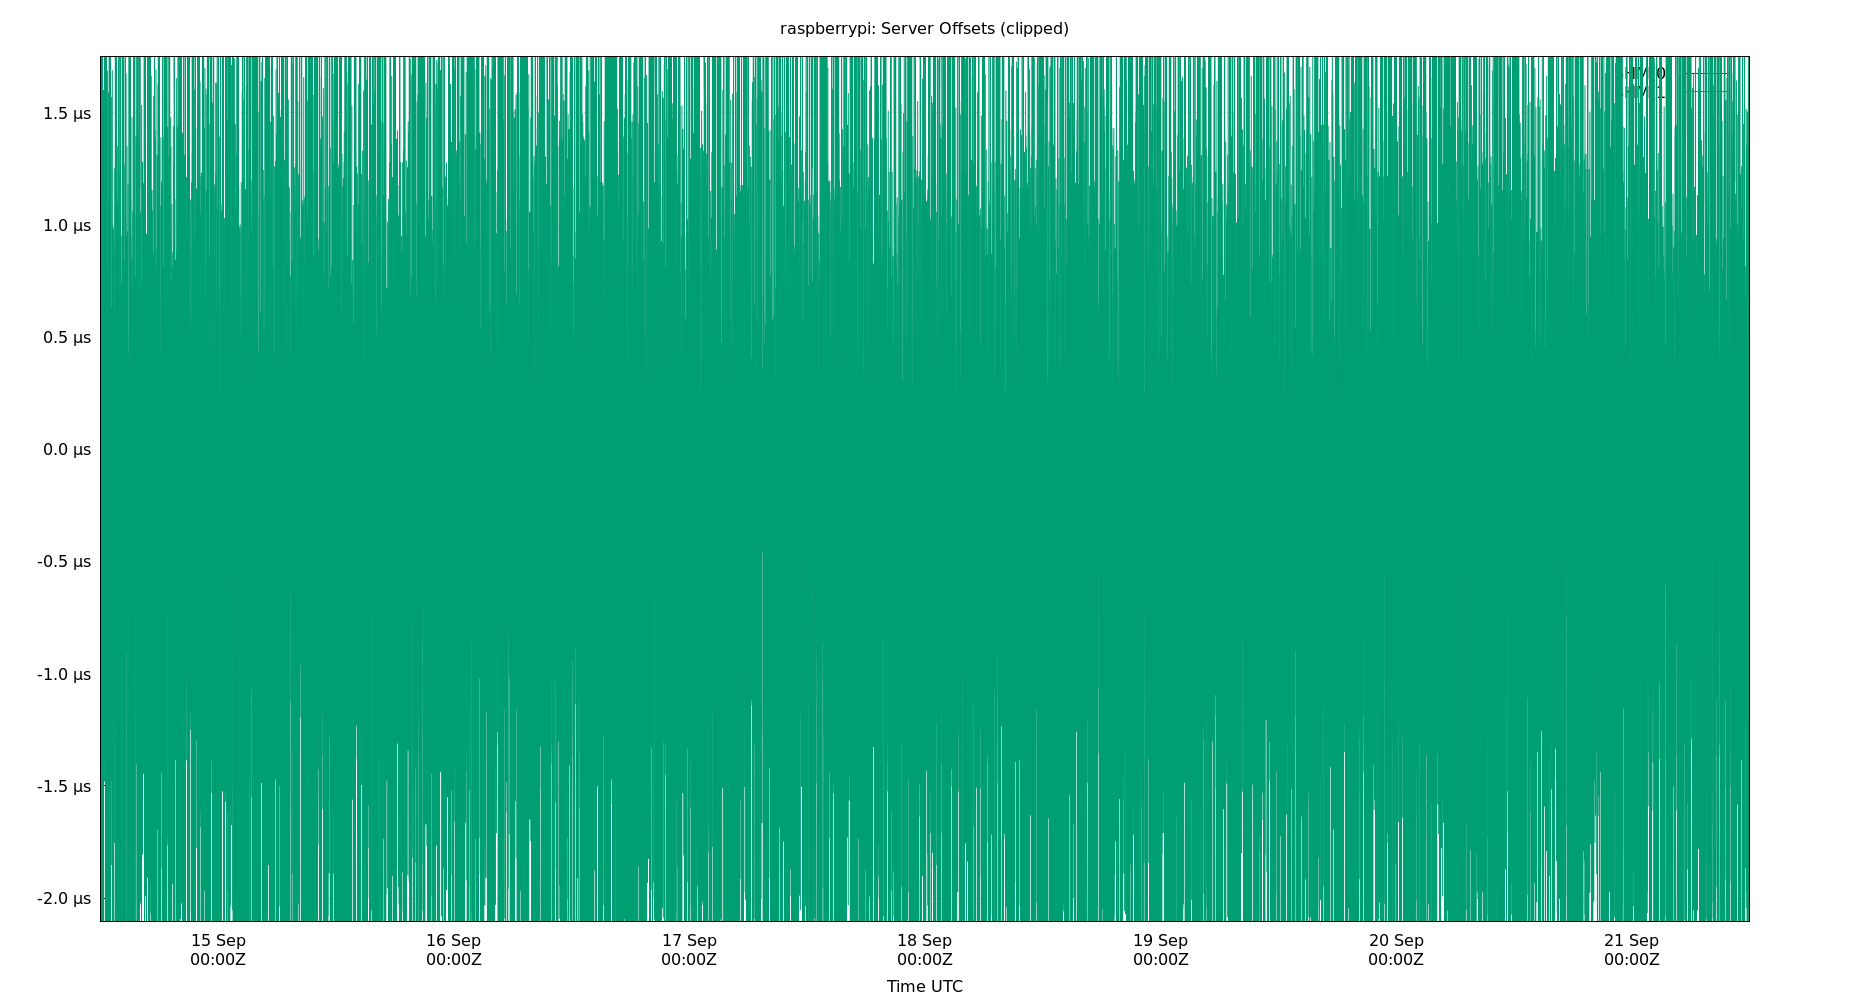 raspberrypi: Server Offsets (clipped)
1.5 µs
1.0 µs
0.5 µs
0.0 µs
-0.5 µs
-1.0 µs
-1.5 µs
-2.0 µs
15 Sep 16 Sep 17 Sep 18 Sep 19 Sep 20 Sep 21 Sep
00:00Z 00:00Z 00:00Z 00:00Z 00:00Z 00:00Z 00:00Z
Time UTC